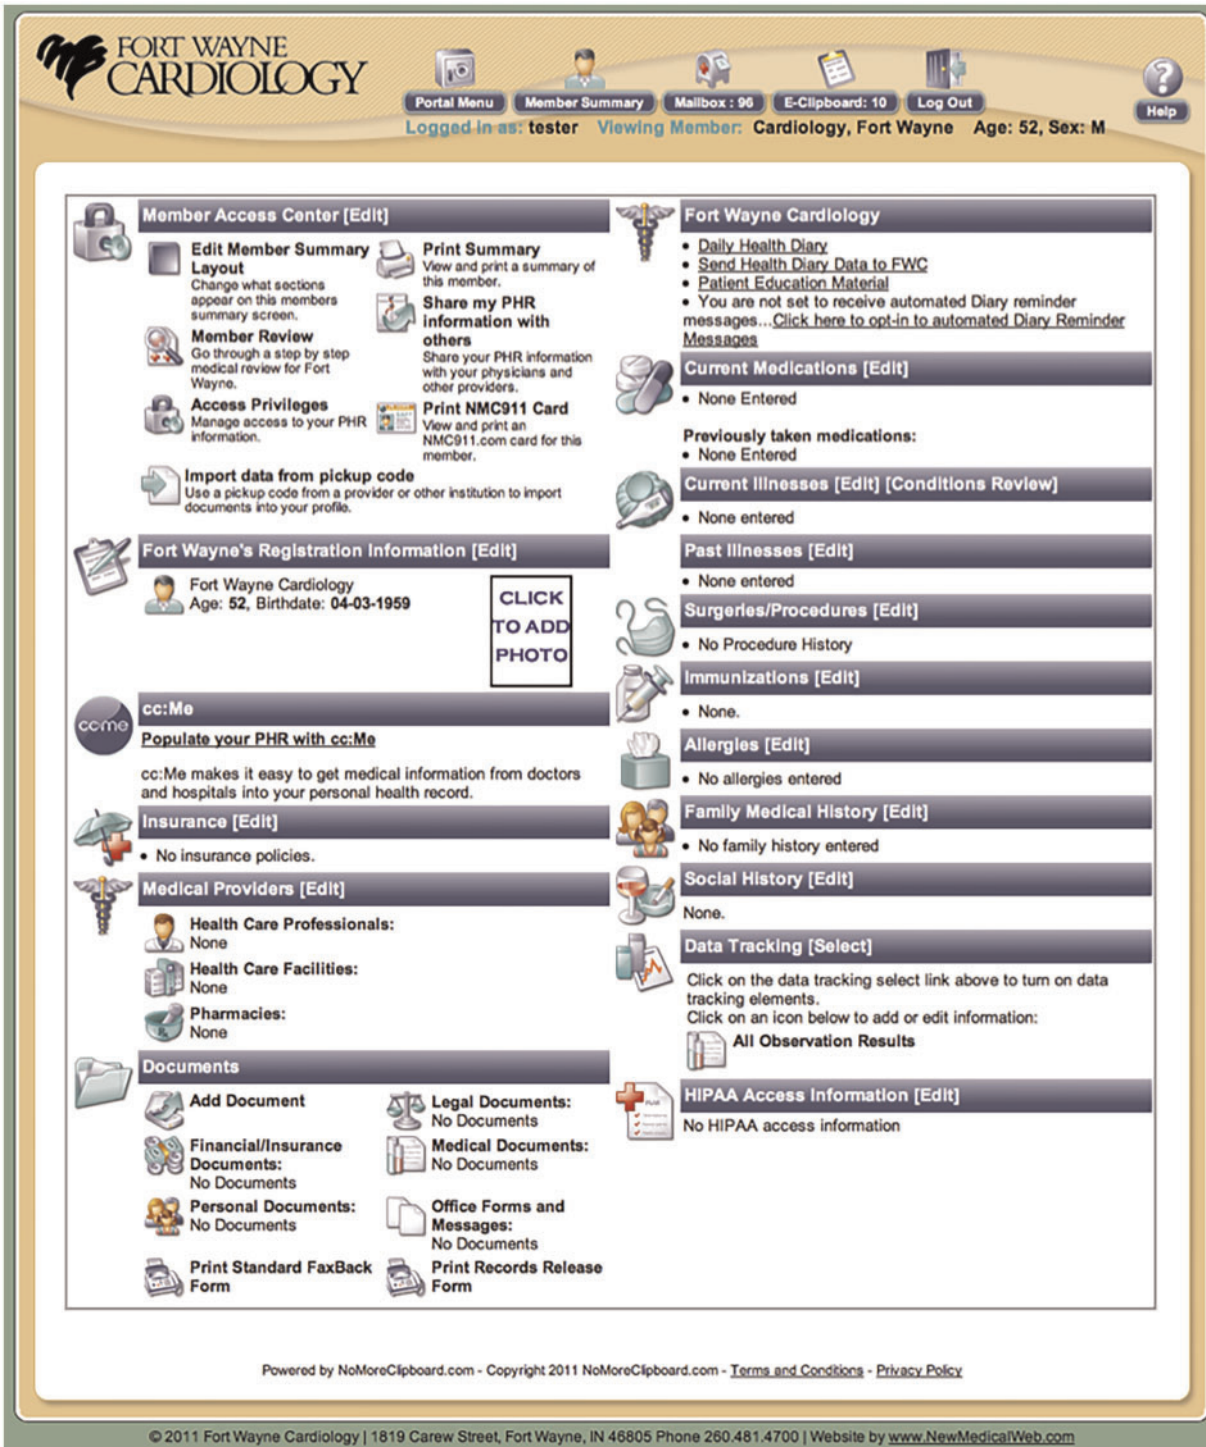 FORT WAYNE
CARDIOLOGY
Portal Menu
Member Summary
Mailbox : 96
E-Clipboard: 10
Log Out
Help
Logged in as: tester Viewing Member: Cardiology, Fort Wayne Age: 52, Sex: M
Member Access Center [Edit]
Edit Member Summary
Layout
Change what sections
appear on this members
summary screen.
Member Review
Go through a step by step
medical review for Fort
Wayne.
Access Privileges
Manage access to your PHR
information.
Print Summary
View and print a summary of
this member.
Share my PHR
information with
others
Share your PHR information
with your physicians and
other providers.
Print NMC911 Card
View and print an
NMC911.com card for this
member.
Import data from pickup code
Use a pickup code from a provider or other institution to import
documents into your profile.
Fort Wayne's Registration Information [Edit]
Fort Wayne Cardiology
Age: 52, Birthdate: 04-03-1959
CLICK
TO ADD
PHOTO
cc:me
cc:Me
Populate your PHR with cc:Me
cc:Me makes it easy to get medical information from doctors
and hospitals into your personal health record.
Insurance [Edit]
• No insurance policies.
Medical Providers [Edit]
Health Care Professionals:
None
Health Care Facilities:
None
Pharmacies:
None
Documents
Add Document
Financial/Insurance
Documents:
No Documents
Personal Documents:
No Documents
Print Standard FaxBack
Form
Legal Documents:
No Documents
Medical Documents:
No Documents
Office Forms and
Messages:
No Documents
Print Records Release
Form
Fort Wayne Cardiology
• Daily Health Diary
• Send Health Diary Data to FWC
• Patient Education Material
• You are not set to receive automated Diary reminder
messages...Click here to opt-in to automated Diary Reminder
Messages
Current Medications [Edit]
• None Entered
Previously taken medications:
• None Entered
Current Illnesses [Edit] [Conditions Review]
• None entered
Past Illnesses [Edit]
• None entered
Surgeries/Procedures [Edit]
• No Procedure History
Immunizations [Edit]
• None.
Allergies [Edit]
• No allergies entered
Family Medical History [Edit]
• No family history entered
Social History [Edit]
None.
Data Tracking [Select]
Click on the data tracking select link above to turn on data
tracking elements.
Click on an icon below to add or edit information:
All Observation Results
HIPAA Access Information [Edit]
No HIPAA access information
Powered by NoMoreClipboard.com - Copyright 2011 NoMoreClipboard.com - Terms and Conditions - Privacy Policy
© 2011 Fort Wayne Cardiology | 1819 Carew Street, Fort Wayne, IN 46805 Phone 260.481.4700 | Website by www.NewMedicalWeb.com